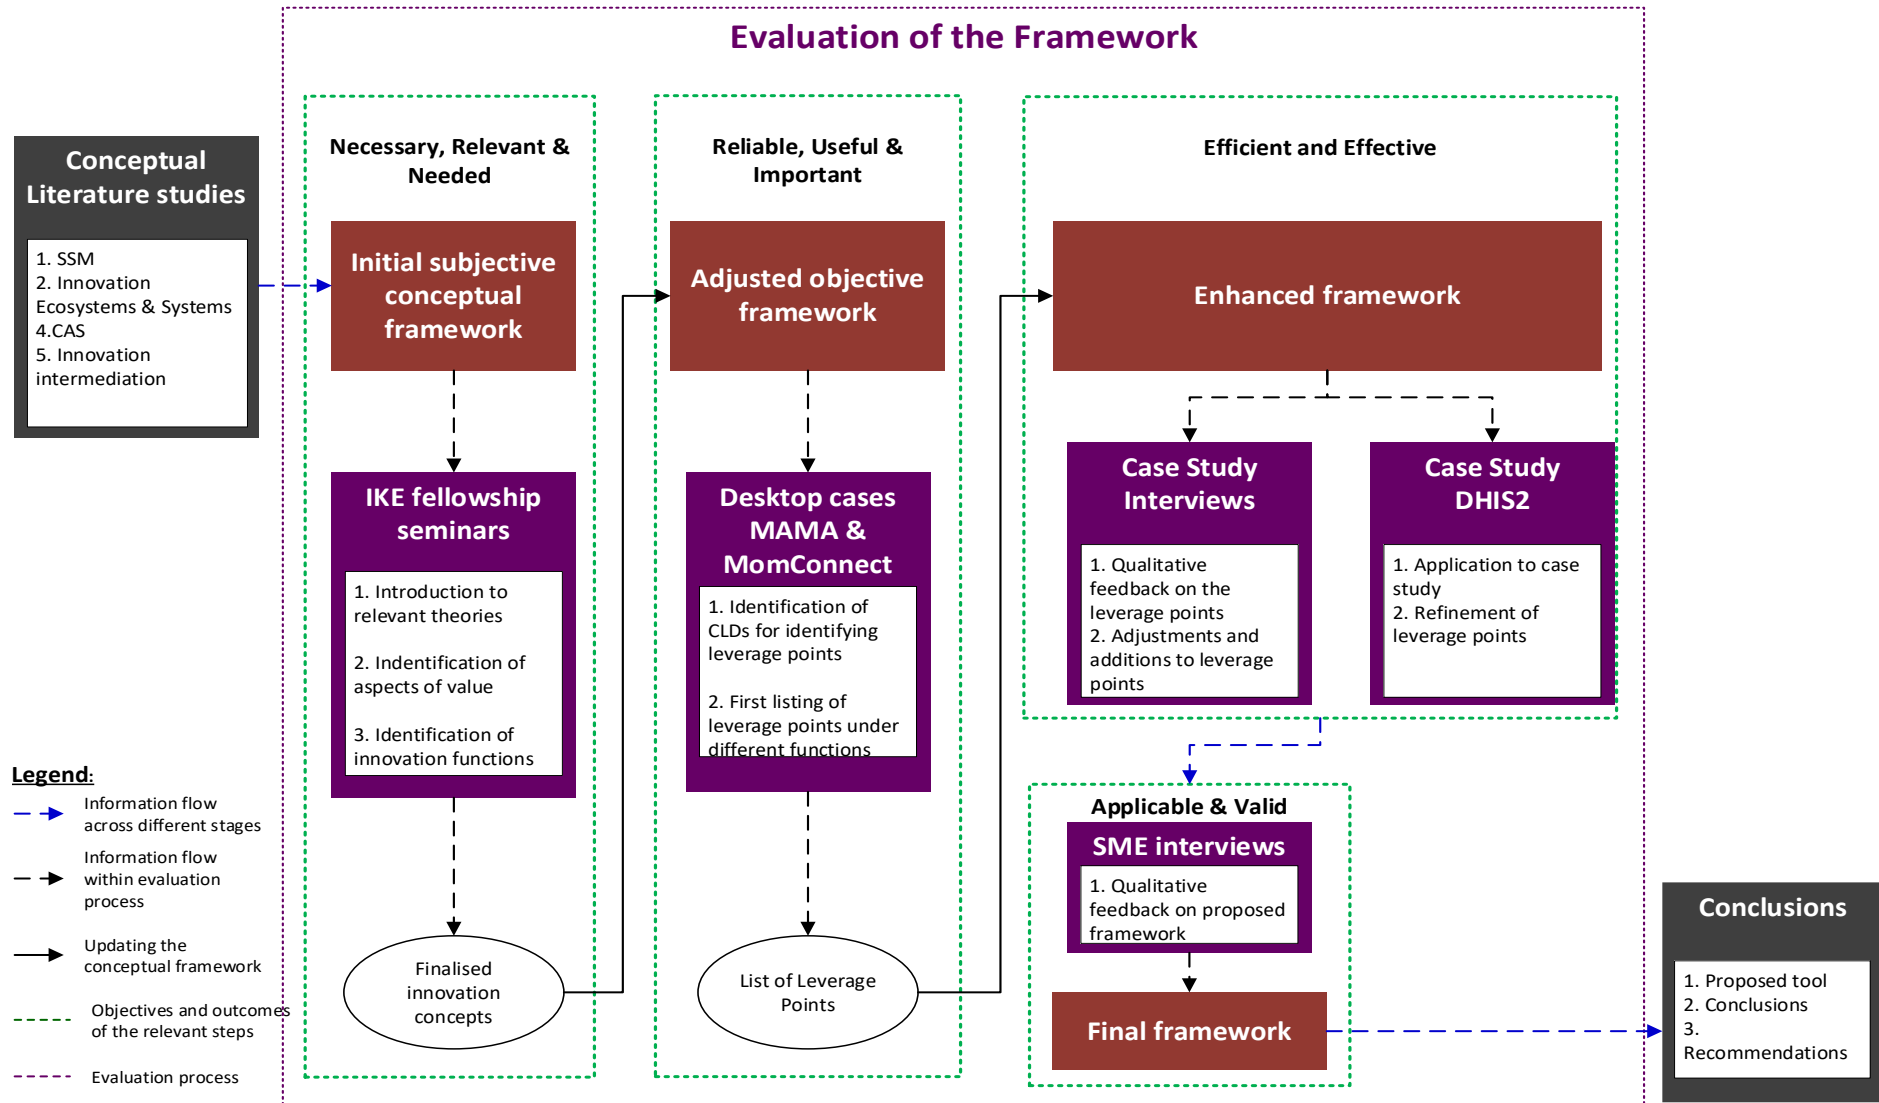 Evaluation of the Framework
Conceptual
Literature studies
1. SSM
2. Innovation
Ecosystems & Systems
4.CAS
5. Innovation
intermediation
Necessary, Relevant &
Needed
Initial subjective
conceptual
framework
IKE fellowship
seminars
1. Introduction to
relevant theories
2. Indentification of
aspects of value
3. Identification of
innovation functions
Finalised
innovation
concepts
Reliable, Useful &
Important
Adjusted objective
framework
Desktop cases
MAMA &
MomConnect
1. Identification of
CLDs for identifying
leverage points
2. First listing of
leverage points under
different functions
List of Leverage
Points
Efficient and Effective
Enhanced framework
Case Study
Interviews
1. Qualitative
feedback on the
leverage points
2. Adjustments and
additions to leverage
points
Case Study
DHIS2
1. Application to case
study
2. Refinement of
leverage points
Applicable & Valid
SME interviews
1. Qualitative
feedback on proposed
framework
Final framework
Conclusions
1. Proposed tool
2. Conclusions
3.
Recommendations
Legend:
Information flow
across different stages
Information flow
within evaluation
process
Updating the
conceptual framework
Objectives and outcomes
of the relevant steps
Evaluation process